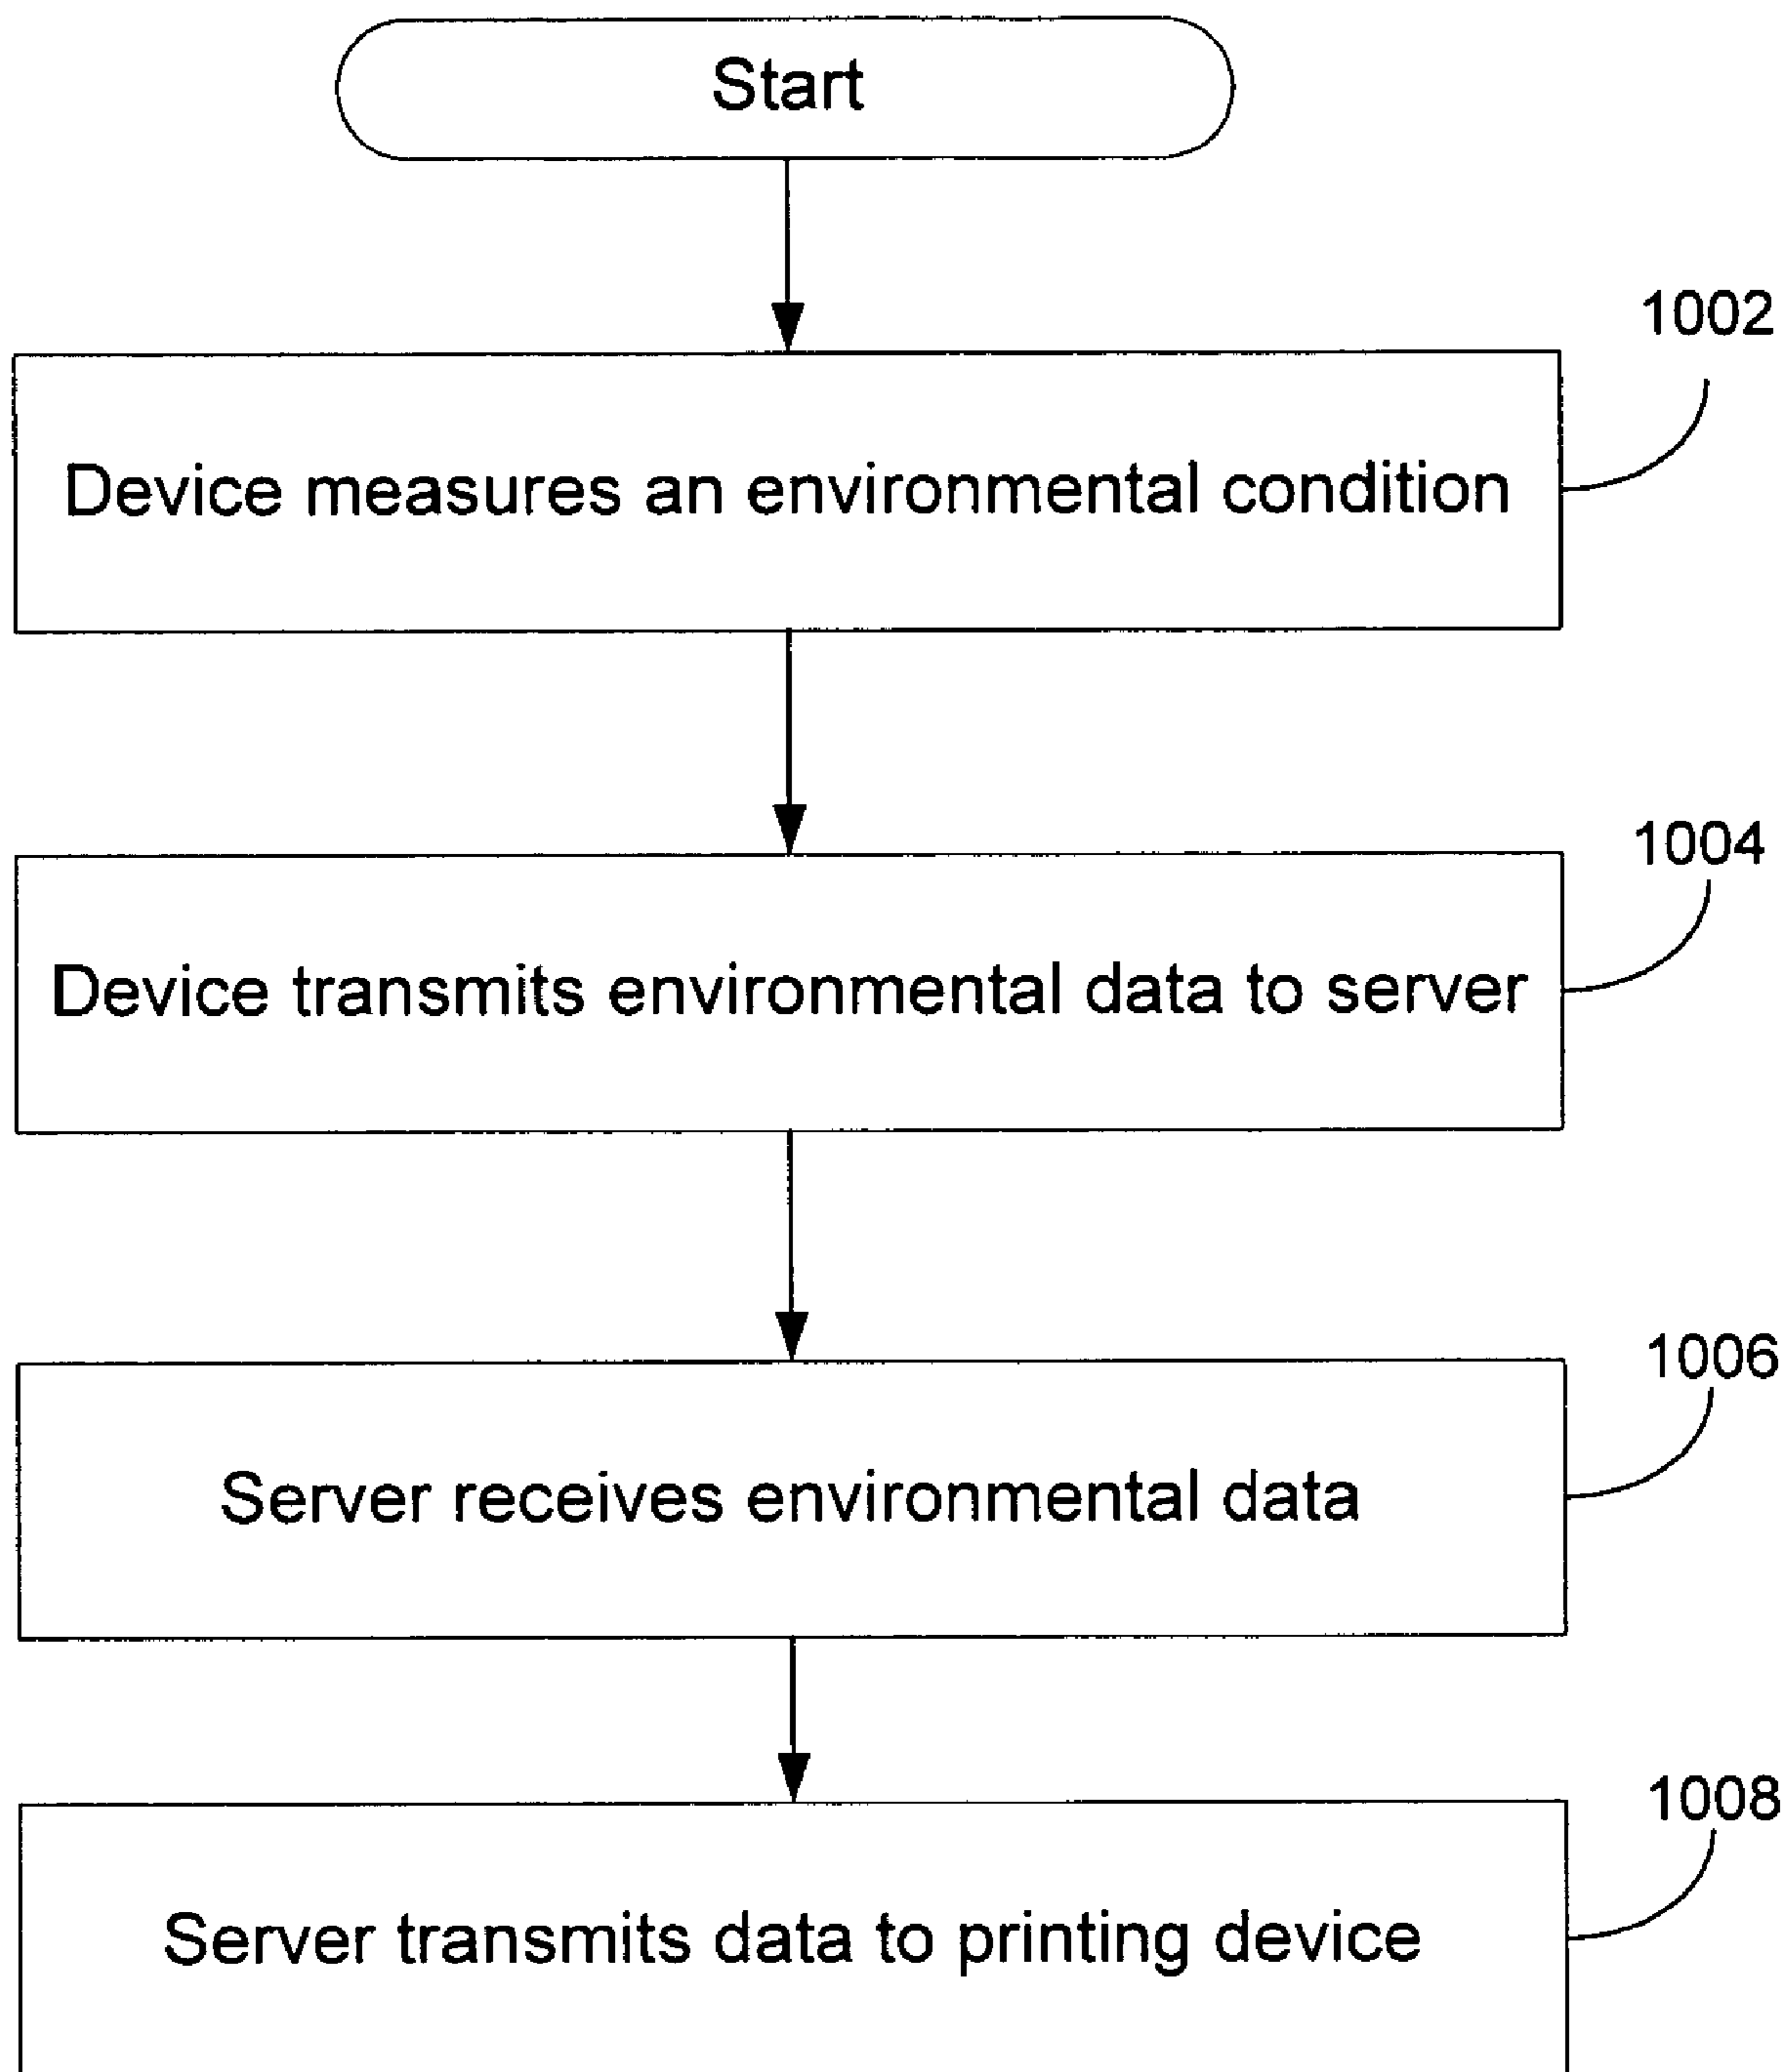 Start
1002
Device measures an environmental condition
1004
Device transmits environmental data to server
1006
Server receives environmental data
1008
Server transmits data to printing device